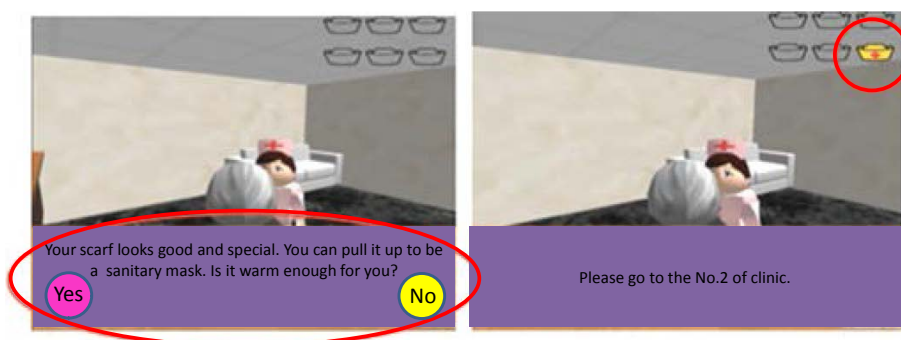 Your scarf looks good and special. You can pull it up to be
a sanitary mask. Is it warm enough for you?
Yes
No
Please go to the No.2 of clinic.